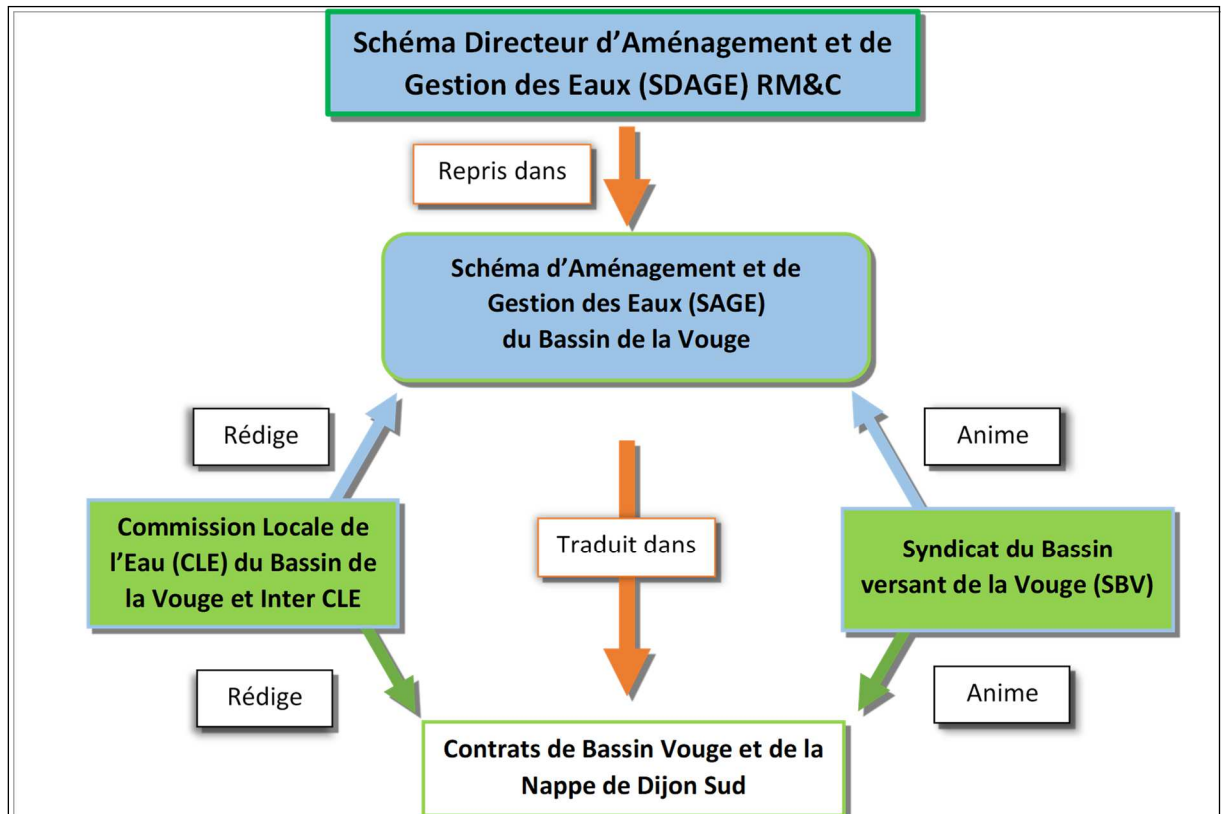 Schéma Directeur d’Aménagement et de
Gestion des Eaux (SDAGE) RM&C
Repris dans
Schéma d’Aménagement et de
Gestion des Eaux (SAGE)
du Bassin de la Vouge
Rédige
Anime
Commission Locale de
l’Eau (CLE) du Bassin de
la Vouge et Inter CLE
Traduit dans
Syndicat du Bassin
versant de la Vouge (SBV)
Rédige
Anime
Contrats de Bassin Vouge et de la
Nappe de Dijon Sud